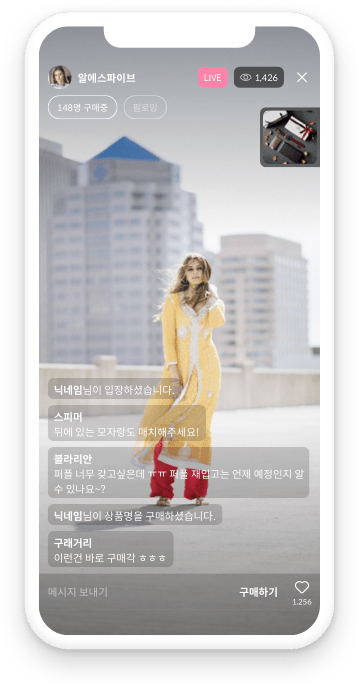 알에스파이브
LIVE
1,426
148명 구매중
팔로잉
닉네임님이 입장하셨습니다.
스피머
뒤에 있는 모자랑도 매치해주세요!
몰라리안
퍼플 너무 갖고싶은데 ㅠㅠ 퍼플 재입고는 언제 예정인지 알
수 있나요~?
닉네임님이 상품명을 구매하셨습니다.
구래거리
이런건 바로 구매각 ㅎㅎㅎ
메시지 보내기
구매하기
1,256